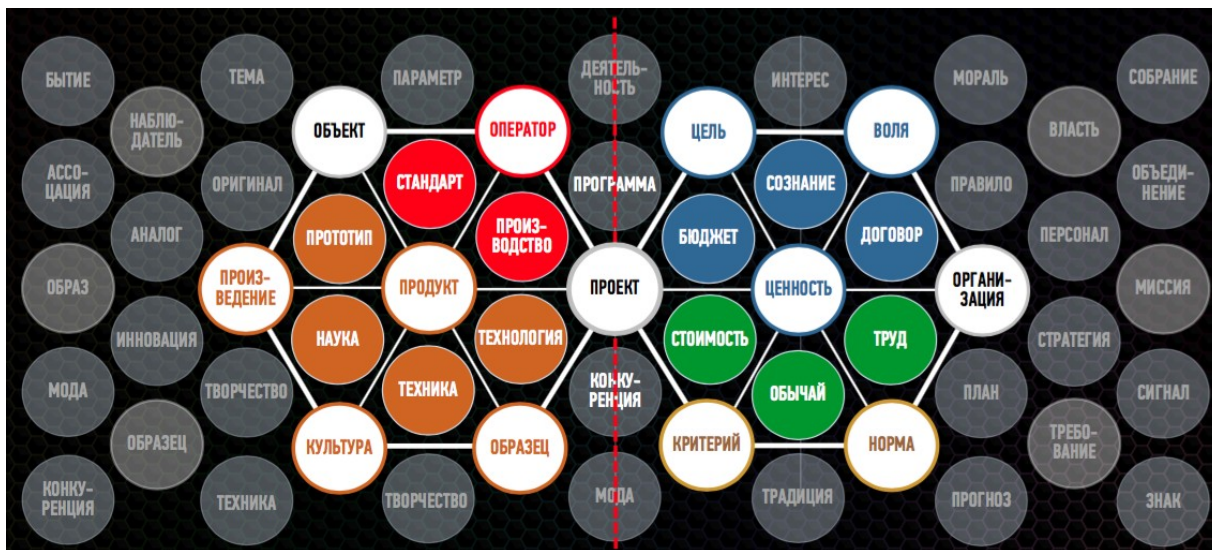 БЫТИЕ
ТЕМА
ПАРАМЕТР
ДЕЯТЕЛЬ-
НОСТЬ
ИНТЕРЕС
МОРАЛЬ
СОБРАНИЕ
НАБЛЮ-
ДАТЕЛЬ
ОБЪЕКТ
ОПЕРАТОР
ЦЕЛЬ
ВОЛЯ
ВЛАСТЬ
АССО-
ЦАЦИЯ
ОРИГИНАЛ
СТАНДАРТ
ПРОГРАММА
СОЗНАНИЕ
ПРАВИЛО
ОБЪЕДИ-
НЕНИЕ
АНАЛОГ
ПРОТОТИП
ПРОИЗ-
ВОДСТВО
БЮДЖЕТ
ДОГОВОР
ПЕРСОНАЛ
ОБРАЗ
ПРОИЗ-
ВЕДЕНИЕ
ПРОДУКТ
ПРОЕКТ
ЦЕННОСТЬ
ОРГАНИ-
ЗАЦИЯ
МИССИЯ
ИННОВАЦИЯ
НАУКА
ТЕХНОЛОГИЯ
СТОИМОСТЬ
ТРУД
СТРАТЕГИЯ
МОДА
ТВОРЧЕСТВО
ТЕХНИКА
КОНКУ-
РЕНЦИЯ
ОБЫЧАЙ
ПЛАН
СИГНАЛ
ОБРАЗЕЦ
КУЛЬТУРА
ОБРАЗЕЦ
КРИТЕРИЙ
НОРМА
ТРЕБО-
ВАНИЕ
КОНКУ-
РЕНЦИЯ
ТЕХНИКА
ТВОРЧЕСТВО
МОДА
ТРАДИЦИЯ
ПРОГНОЗ
ЗНАК